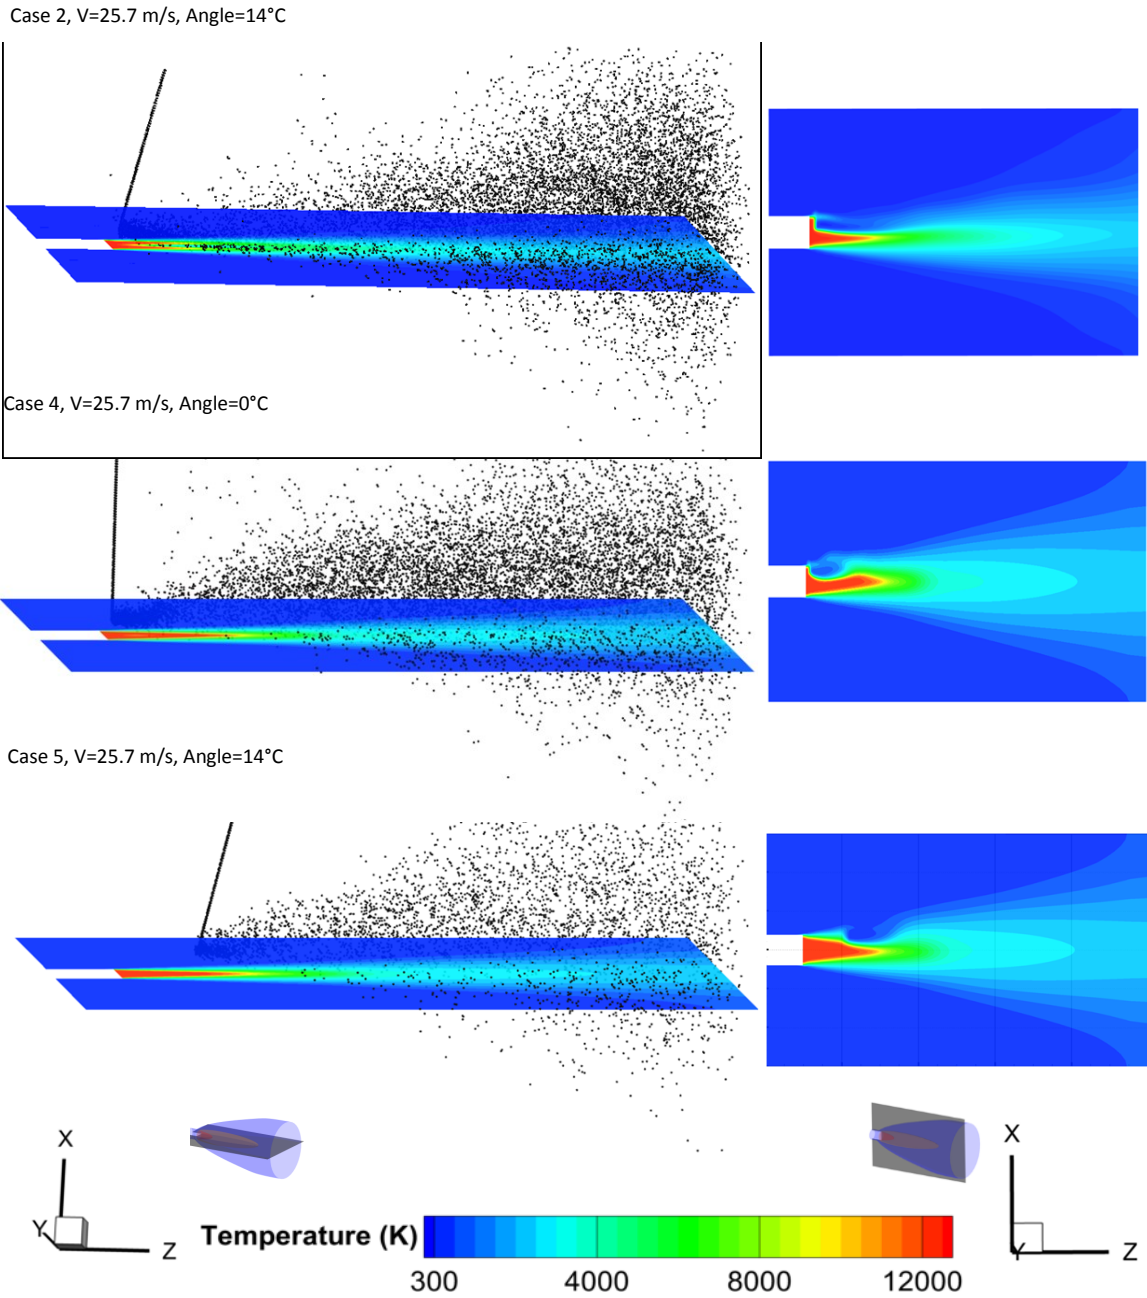 Case 2, V=25.7 m/s, Angle=14°C
Case 4, V=25.7 m/s, Angle=0°C
Case 5, V=25.7 m/s, Angle=14°C
X
Y
Z
Temperature (K)
300 4000 8000 12000
X
Y
Z